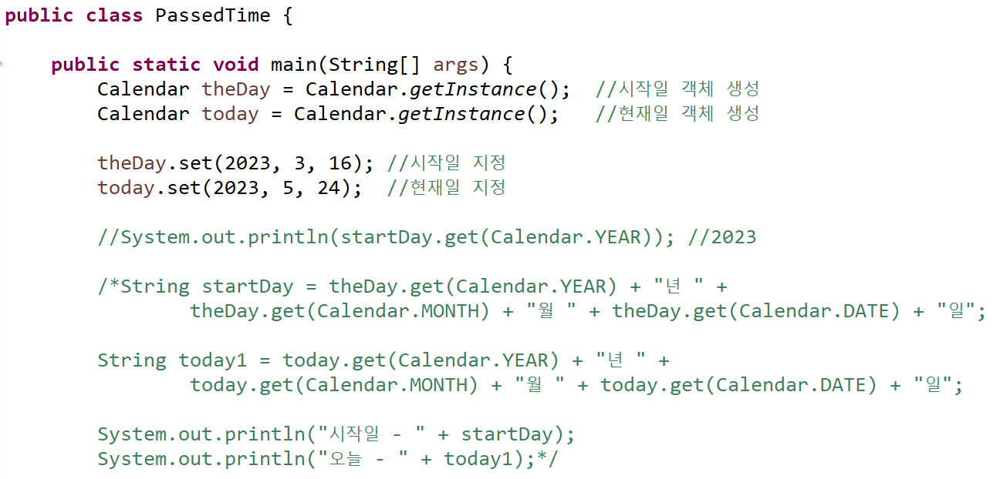 public class PassedTime {
public static void main(String[] args) {
Calendar theDay = Calendar.getInstance(); //시작일 객체 생성
Calendar today = Calendar.getInstance(); //현재일 객체 생성
theDay.set(2023, 3, 16); //시작일 지정
today.set(2023, 5, 24); //현재일 지정
//System.out.println(startDay.get(Calendar.YEAR)); //2023
/*String startDay = theDay.get(Calendar.YEAR) + "년 " +
theDay.get(Calendar.MONTH) + "월 " + theDay.get(Calendar.DATE) + "일";
String today1 = today.get(Calendar.YEAR) + "년 " +
today.get(Calendar.MONTH) + "월 " + today.get(Calendar.DATE) + "일";
System.out.println("시작일 - " + startDay);
System.out.println("오늘 - " + today1);*/